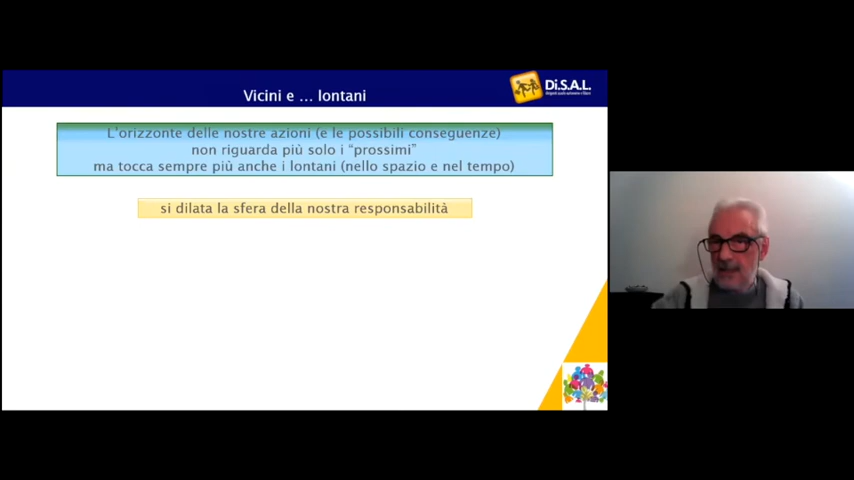 Vicini e ... lontani
Di.S.A.L.
L'orizzonte delle nostre azioni (e le possibili conseguenze)
non riguarda più solo i "prossimi"
ma tocca sempre più anche i lontani (nello spazio e nel tempo)
si dilata la sfera della nostra responsabilità